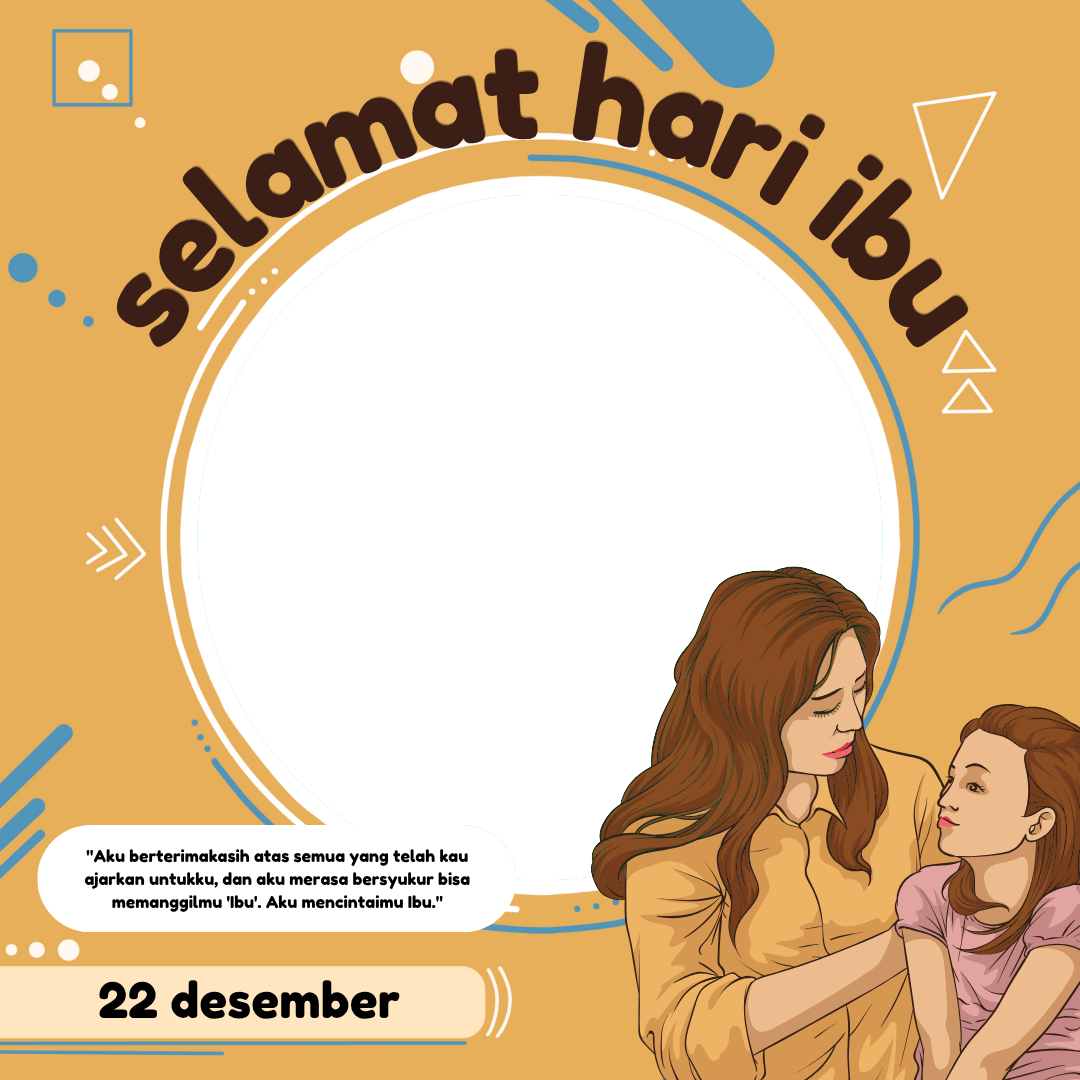 selamat hari ibu
"Aku berterimakasih atas semua yang telah kau
ajarkan untukku, dan aku merasa bersyukur bisa
memanggilmu 'Ibu'. Aku mencintaimu Ibu."
22 desember